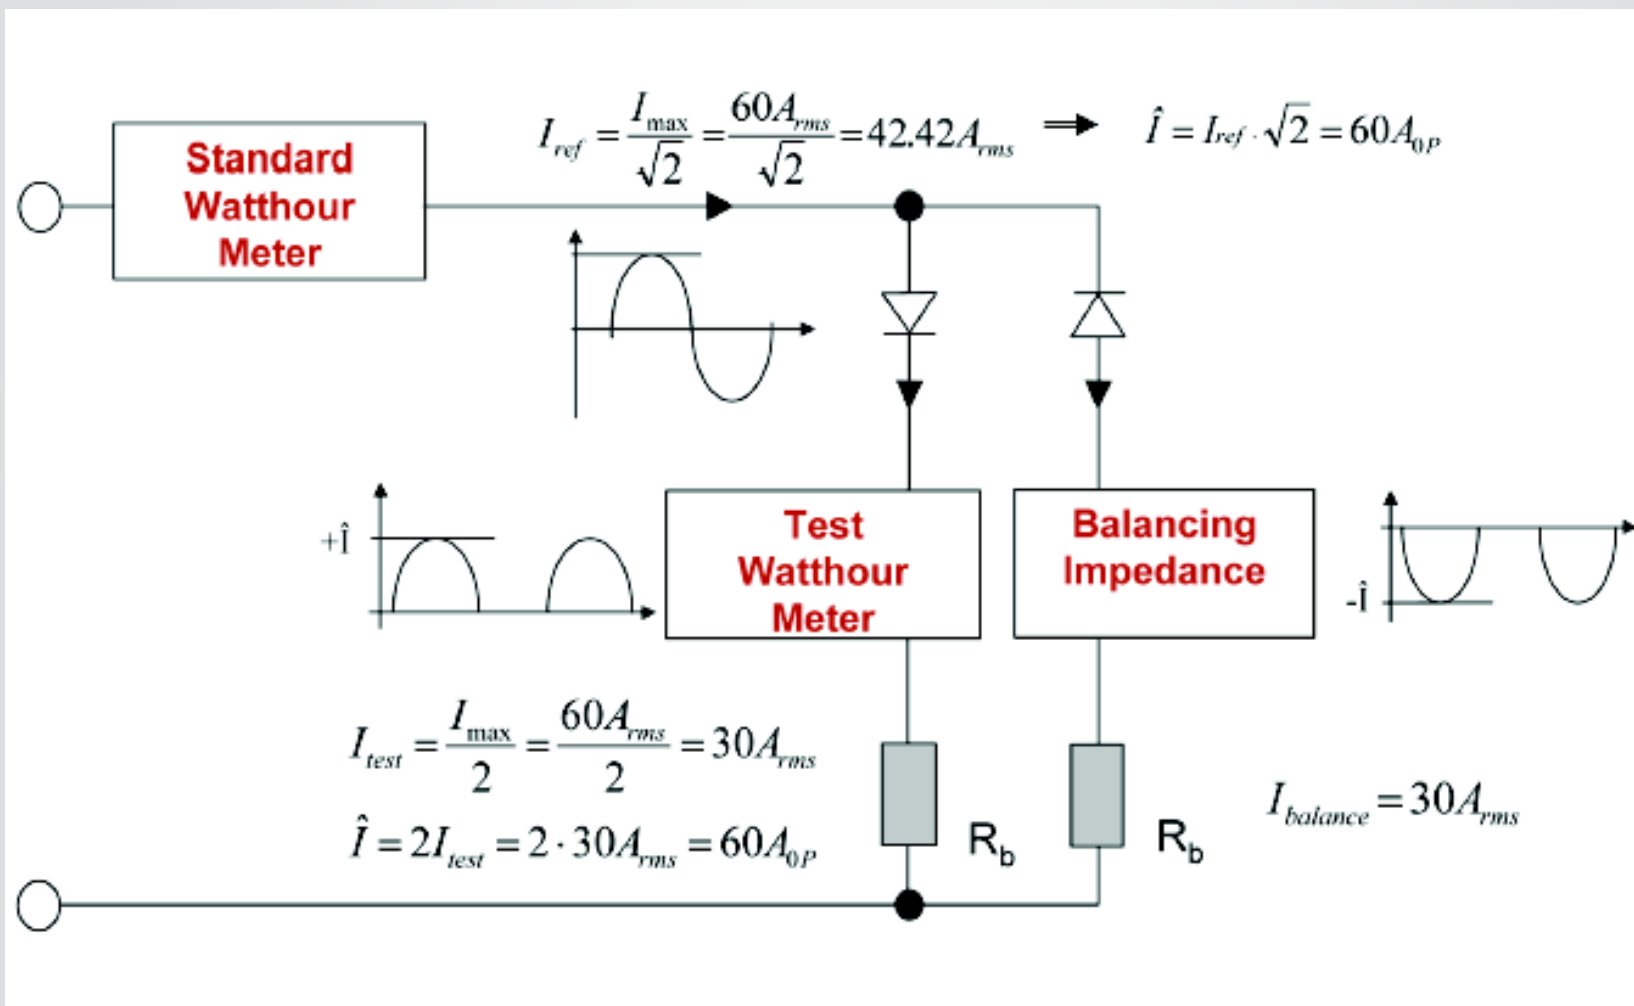 I_ref = I_max/√2 = 60A_rms/√2 = 42.42A_rms ⇒ Î = I_ref · √2 = 60A_0P
Standard
Watthour
Meter
+Î
Test
Watthour
Meter
Balancing
Impedance
-Î
I_test = I_max/2 = 60A_rms/2 = 30A_rms
Î = 2I_test = 2 · 30A_rms = 60A_0P
R_b
R_b
I_balance = 30A_rms